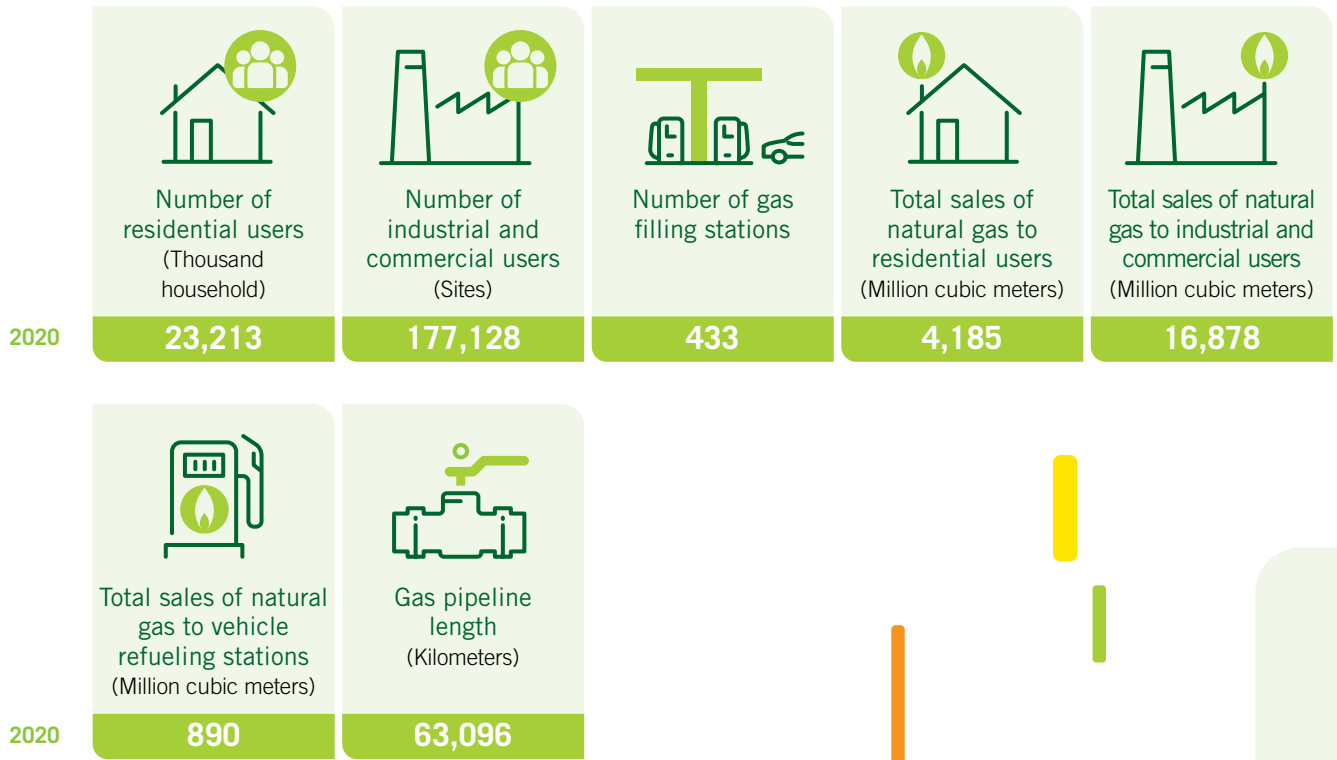 Number of
residential users
(Thousand
household)
Number of
industrial and
commercial users
(Sites)
Number of gas
filling stations
Total sales of
natural gas to
residential users
(Million cubic meters)
Total sales of natural
gas to industrial and
commercial users
(Million cubic meters)
2020
23,213
177,128
433
4,185
16,878
Total sales of natural
gas to vehicle
refueling stations
(Million cubic meters)
Gas pipeline
length
(Kilometers)
2020
890
63,096